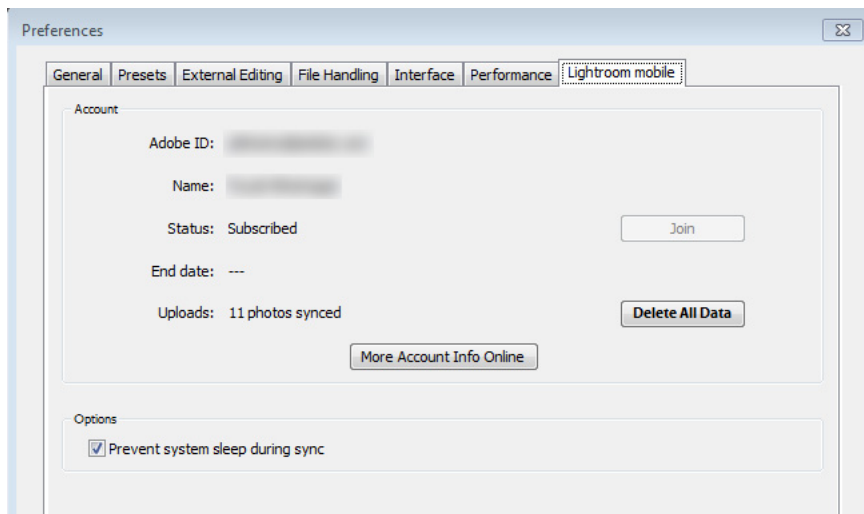 Preferences
General Presets External Editing File Handling Interface Performance Lightroom mobile
Account
Adobe ID:
Name:
Status: Subscribed Join
End date: ---
Uploads: 11 photos synced Delete All Data
More Account Info Online
Options
Prevent system sleep during sync